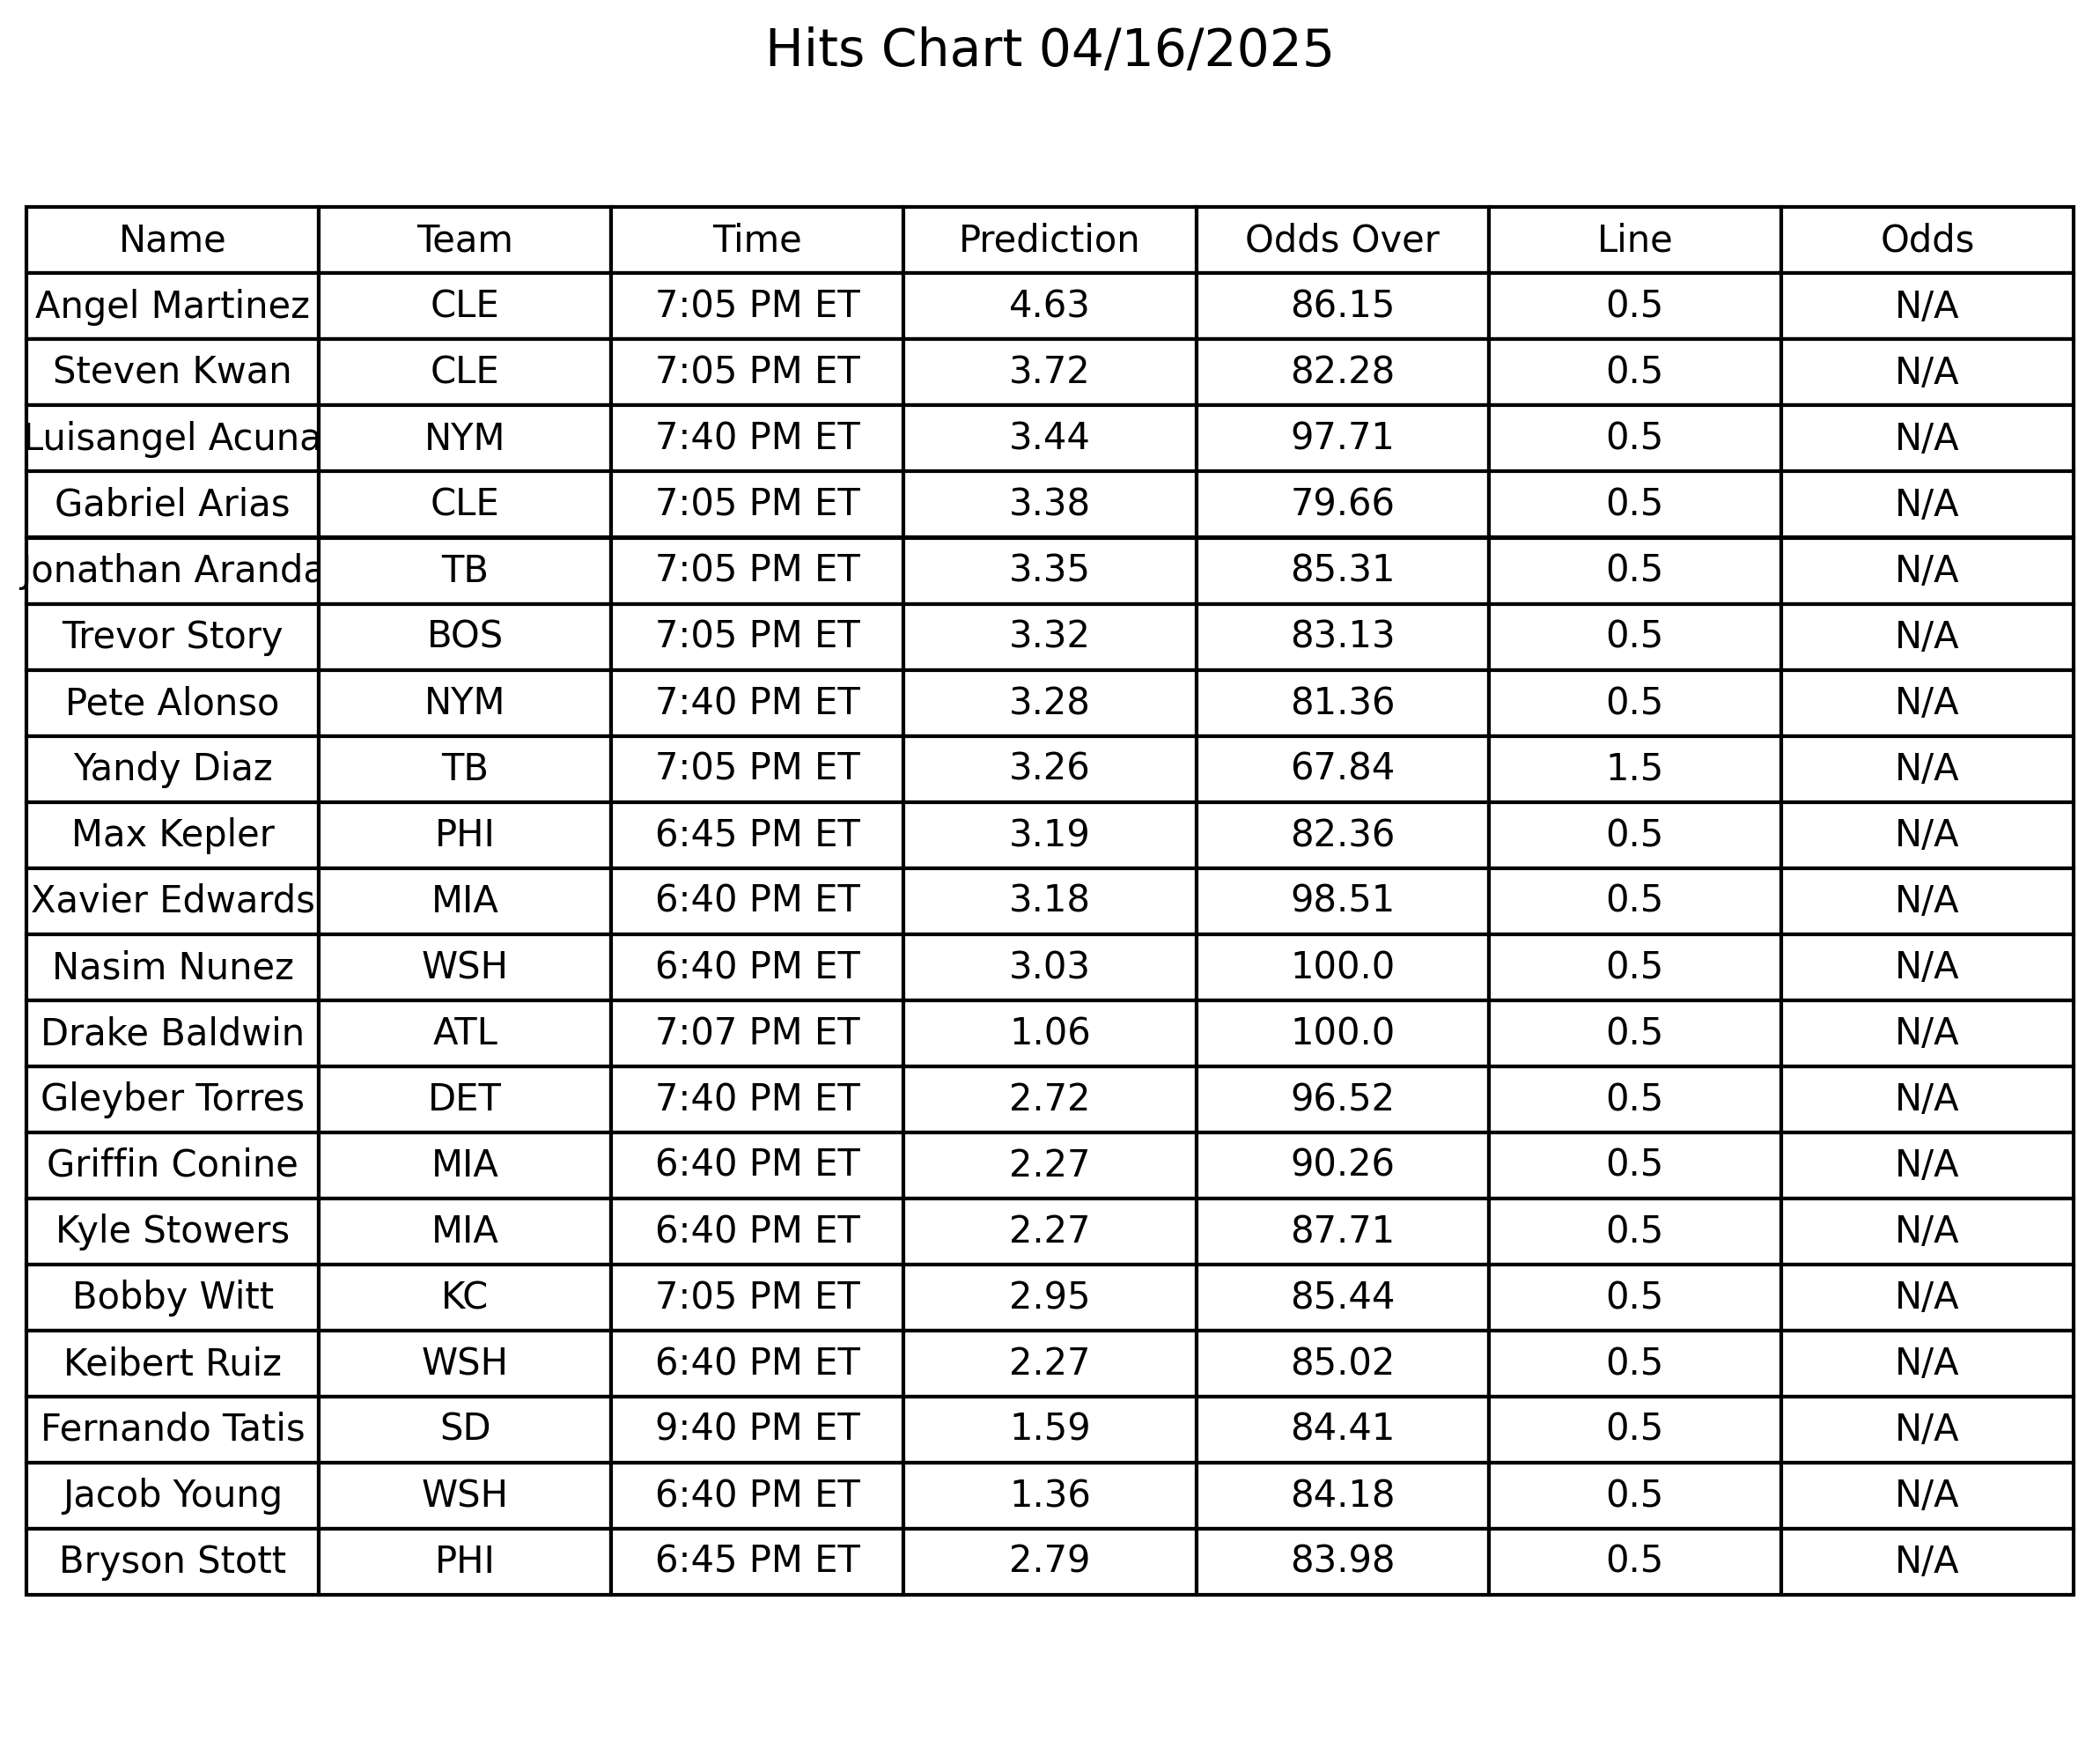 Hits Chart 04/16/2025
Name Team Time Prediction Odds Over Line Odds
Angel Martinez CLE 7:05 PM ET 4.63 86.15 0.5 N/A
Steven Kwan CLE 7:05 PM ET 3.72 82.28 0.5 N/A
Luisangel Acuna NYM 7:40 PM ET 3.44 97.71 0.5 N/A
Gabriel Arias CLE 7:05 PM ET 3.38 79.66 0.5 N/A
Jonathan Aranda TB 7:05 PM ET 3.35 85.31 0.5 N/A
Trevor Story BOS 7:05 PM ET 3.32 83.13 0.5 N/A
Pete Alonso NYM 7:40 PM ET 3.28 81.36 0.5 N/A
Yandy Diaz TB 7:05 PM ET 3.26 67.84 1.5 N/A
Max Kepler PHI 6:45 PM ET 3.19 82.36 0.5 N/A
Xavier Edwards MIA 6:40 PM ET 3.18 98.51 0.5 N/A
Nasim Nunez WSH 6:40 PM ET 3.03 100.0 0.5 N/A
Drake Baldwin ATL 7:07 PM ET 1.06 100.0 0.5 N/A
Gleyber Torres DET 7:40 PM ET 2.72 96.52 0.5 N/A
Griffin Conine MIA 6:40 PM ET 2.27 90.26 0.5 N/A
Kyle Stowers MIA 6:40 PM ET 2.27 87.71 0.5 N/A
Bobby Witt KC 7:05 PM ET 2.95 85.44 0.5 N/A
Keibert Ruiz WSH 6:40 PM ET 2.27 85.02 0.5 N/A
Fernando Tatis SD 9:40 PM ET 1.59 84.41 0.5 N/A
Jacob Young WSH 6:40 PM ET 1.36 84.18 0.5 N/A
Bryson Stott PHI 6:45 PM ET 2.79 83.98 0.5 N/A